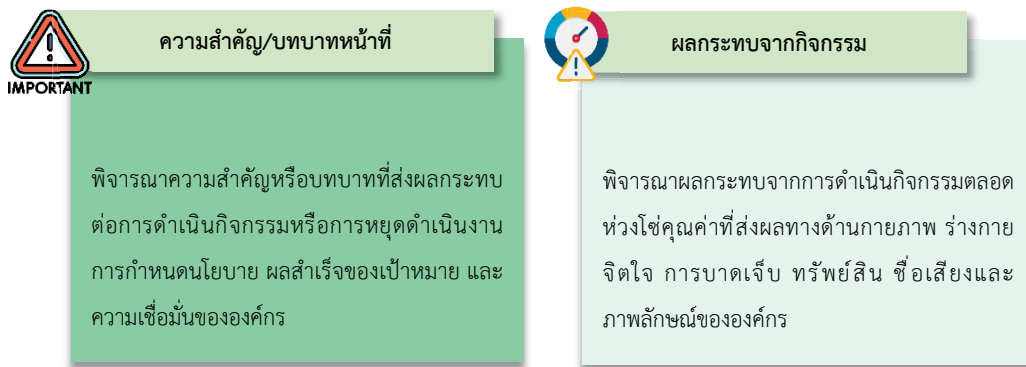 ความสำคัญ/บทบาทหน้าที่
IMPORTANT
พิจารณาความสำคัญหรือบทบาทที่ส่งผลกระทบ
ต่อการดำเนินกิจกรรมหรือการหยุดดำเนินงาน
การกำหนดนโยบาย ผลสำเร็จของเป้าหมาย และ
ความเชื่อมั่นขององค์กร
ผลกระทบจากกิจกรรม
พิจารณาผลกระทบจากการดำเนินกิจกรรมตลอด
ห่วงโซ่คุณค่าที่ส่งผลทางด้านกายภาพ ร่างกาย
จิตใจ การบาดเจ็บ ทรัพย์สิน ชื่อเสียงและ
ภาพลักษณ์ขององค์กร